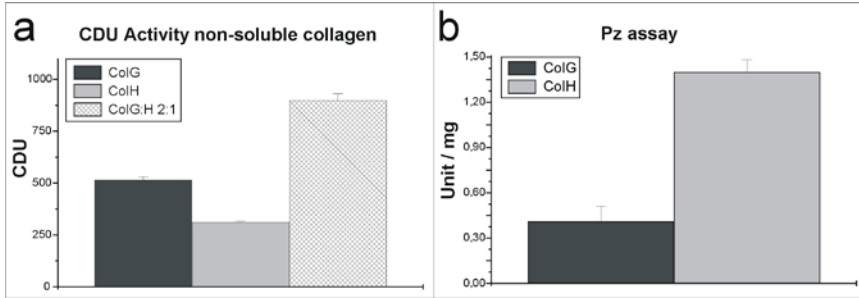 a
CDU Activity non-soluble collagen
ColG
ColH
ColG:H 2:1
1000
750
500
250
0
CDU
b
Pz assay
ColG
ColH
1,50
1,20
0,90
0,60
0,30
0,00
Unit / mg